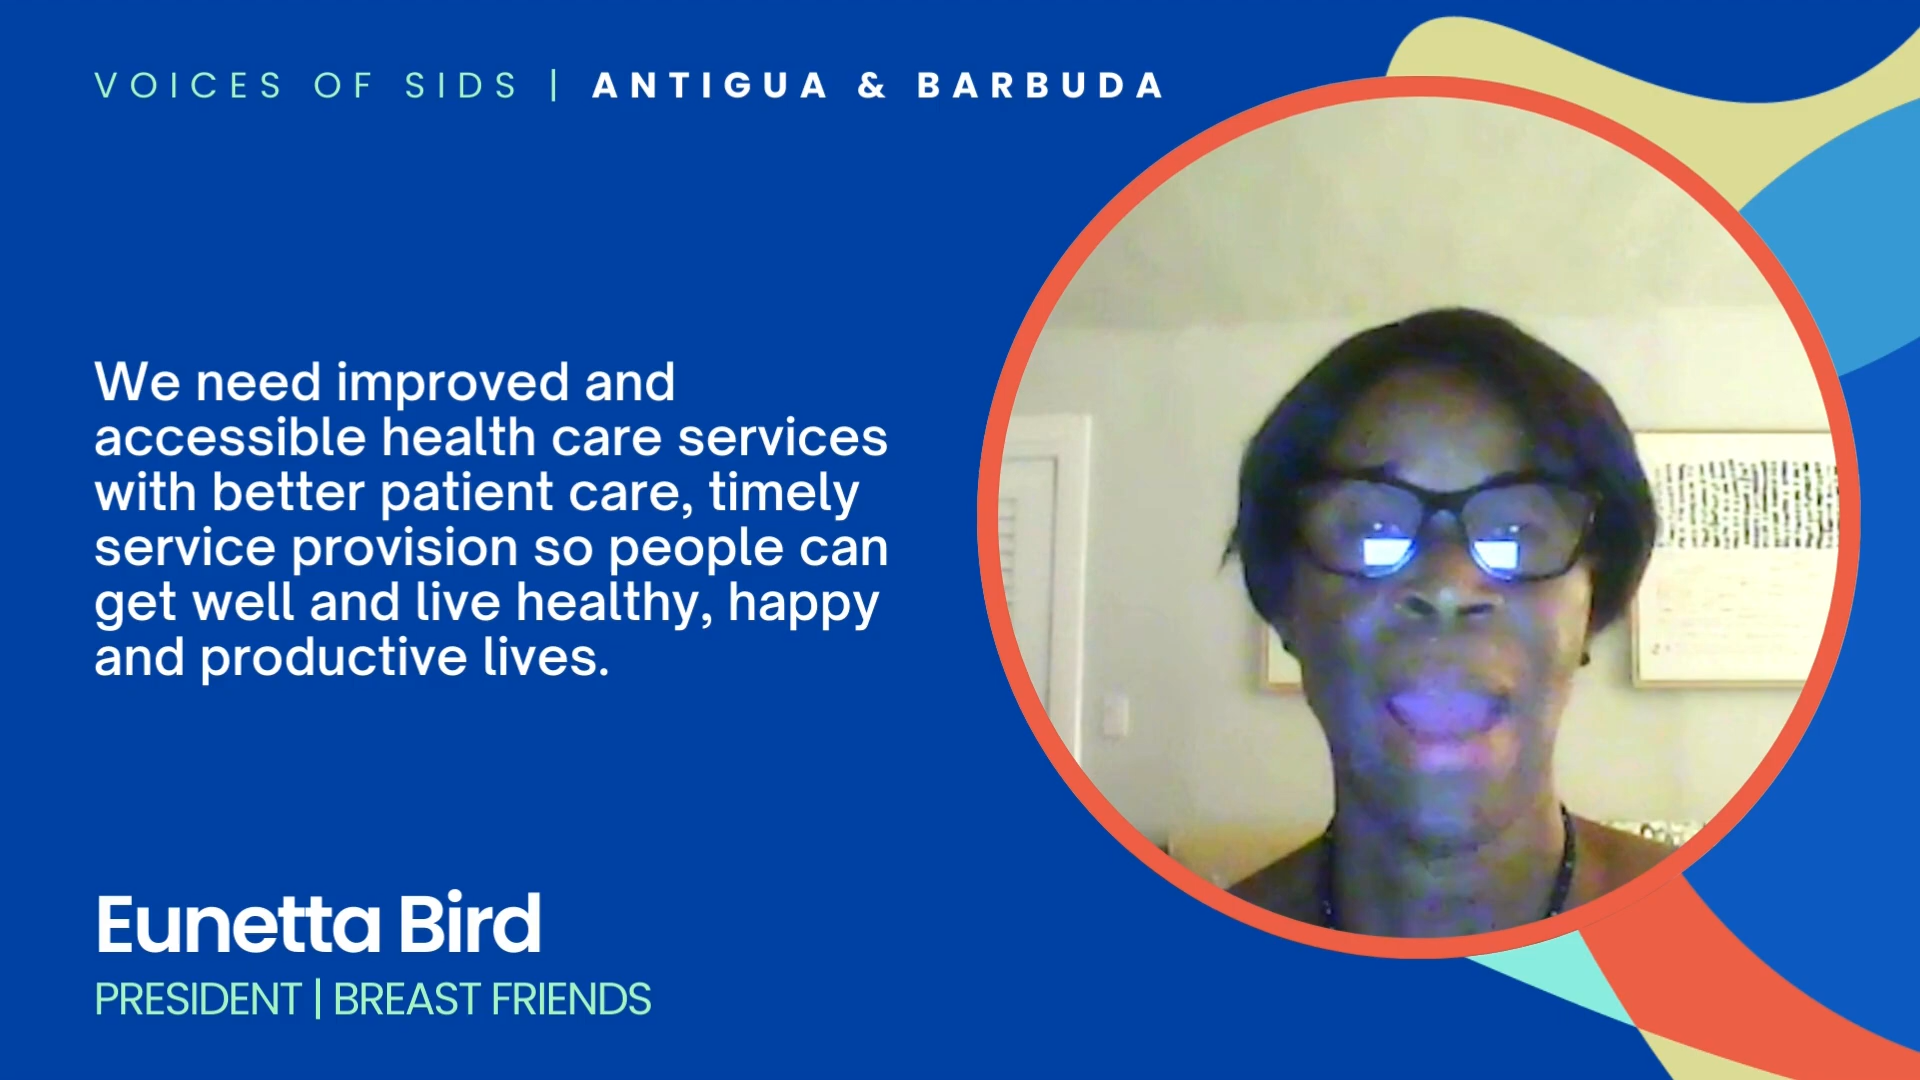 VOICES OF SIDS | ANTIGUA & BARBUDA
We need improved and
accessible health care services
with better patient care, timely
service provision so people can
get well and live healthy, happy
and productive lives.
Eunetta Bird
PRESIDENT | BREAST FRIENDS